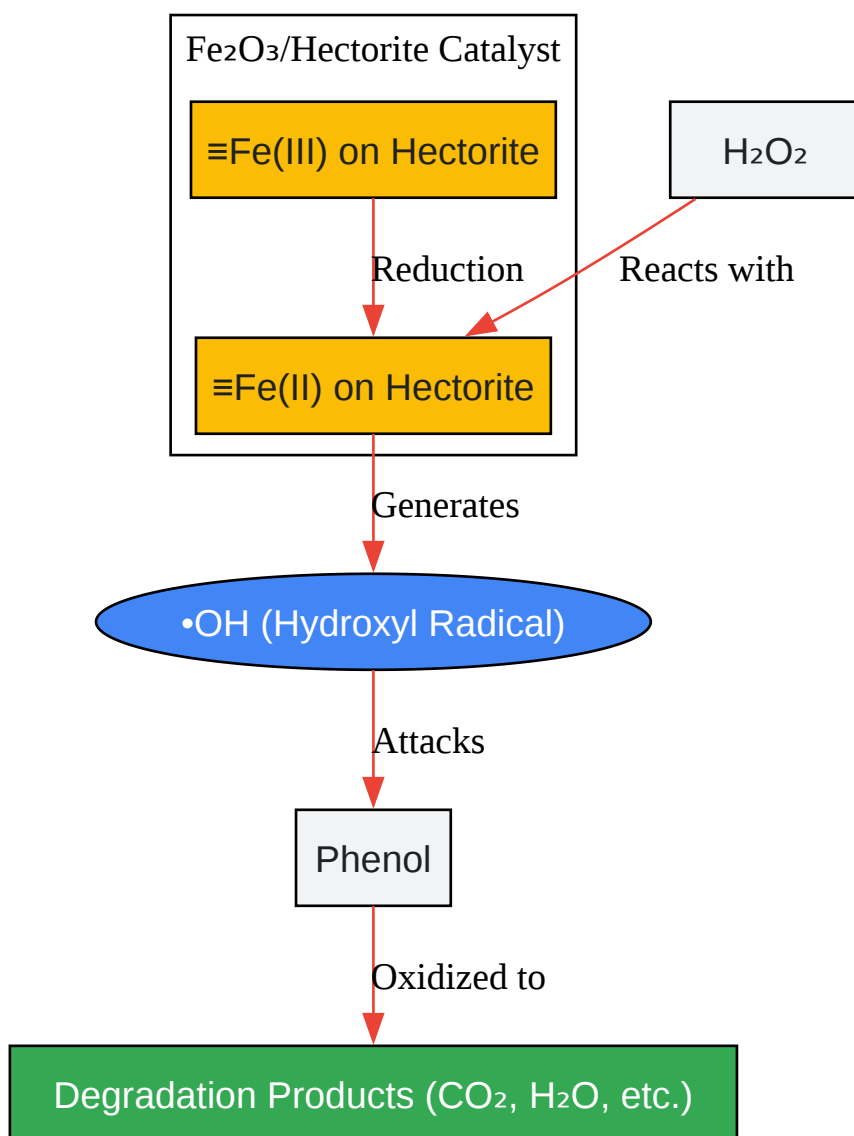 Fe₂O₃/Hectorite Catalyst
≡Fe(III) on Hectorite
H₂O₂
Reduction
Reacts with
≡Fe(II) on Hectorite
Generates
•OH (Hydroxyl Radical)
Attacks
Phenol
Oxidized to
Degradation Products (CO₂, H₂O, etc.)